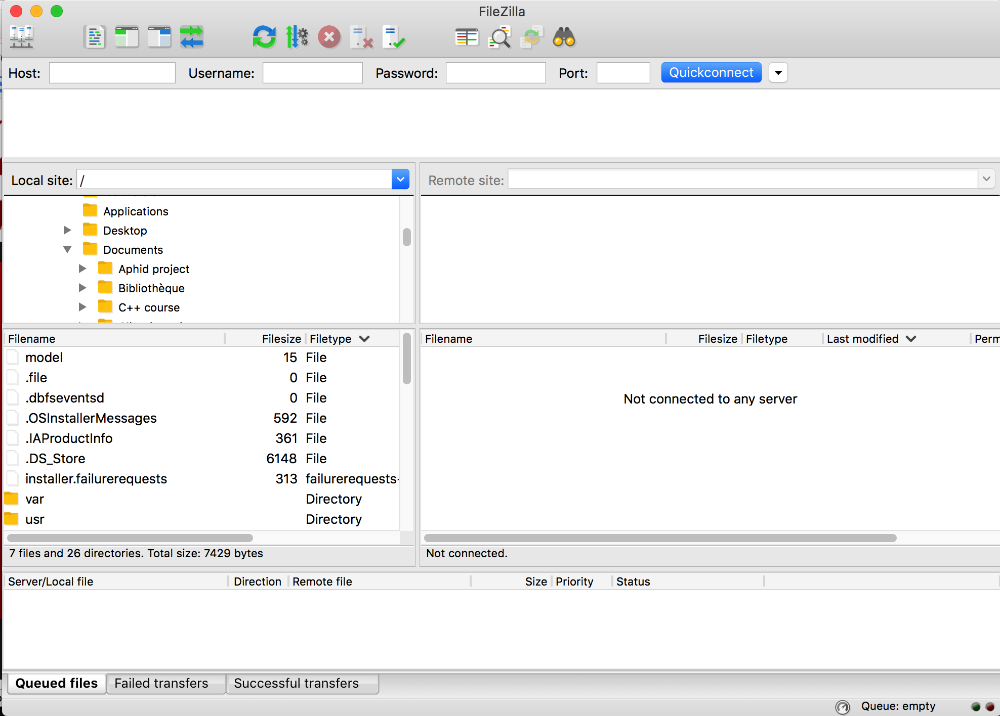 FileZilla
Host: Username: Password: Port: Quickconnect
Local site: /
Remote site:
Applications
Desktop
Documents
Aphid project
Bibliothèque
C++ course
Filename Filesize Filetype
model 15 File
.file 0 File
.dbfseventsd 0 File
.OSInstallerMessages 592 File
.IAProductInfo 361 File
.DS_Store 6148 File
installer.failurerequests 313 failurerequests-
var Directory
usr Directory
7 files and 26 directories. Total size: 7429 bytes
Filename Filesize Filetype Last modified Perm
Not connected to any server
Not connected.
Server/Local file Direction Remote file Size Priority Status
Queued files Failed transfers Successful transfers
Queue: empty